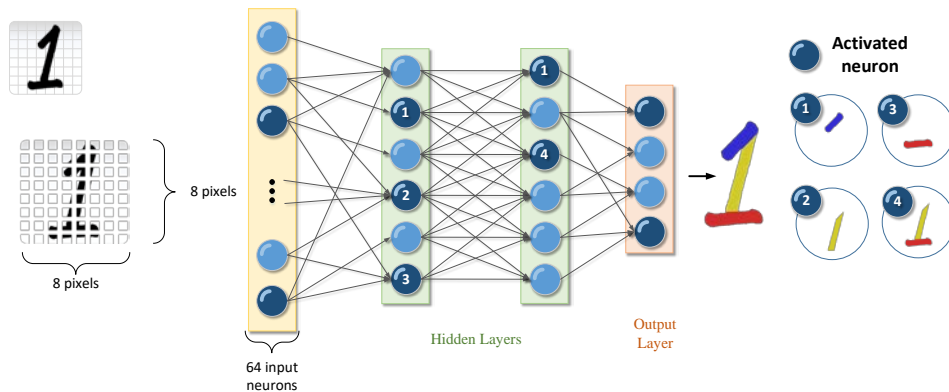 1
8 pixels
8 pixels
64 input
neurons
1
2
3
1
4
Hidden Layers
Output
Layer
1
Activated
neuron
1
3
2
4